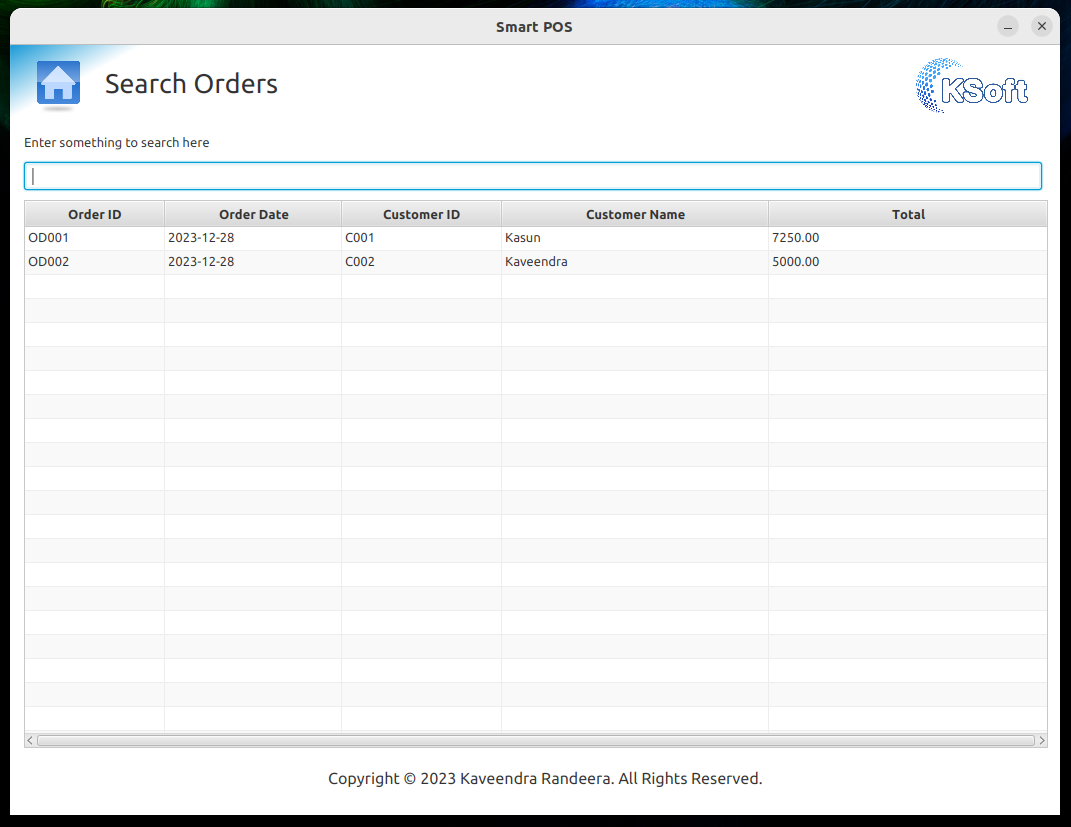 Smart POS
Search Orders
KSoft
Enter something to search here
Order ID Order Date Customer ID Customer Name Total
OD001 2023-12-28 C001 Kasun 7250.00
OD002 2023-12-28 C002 Kaveendra 5000.00
Copyright © 2023 Kaveendra Randeera. All Rights Reserved.